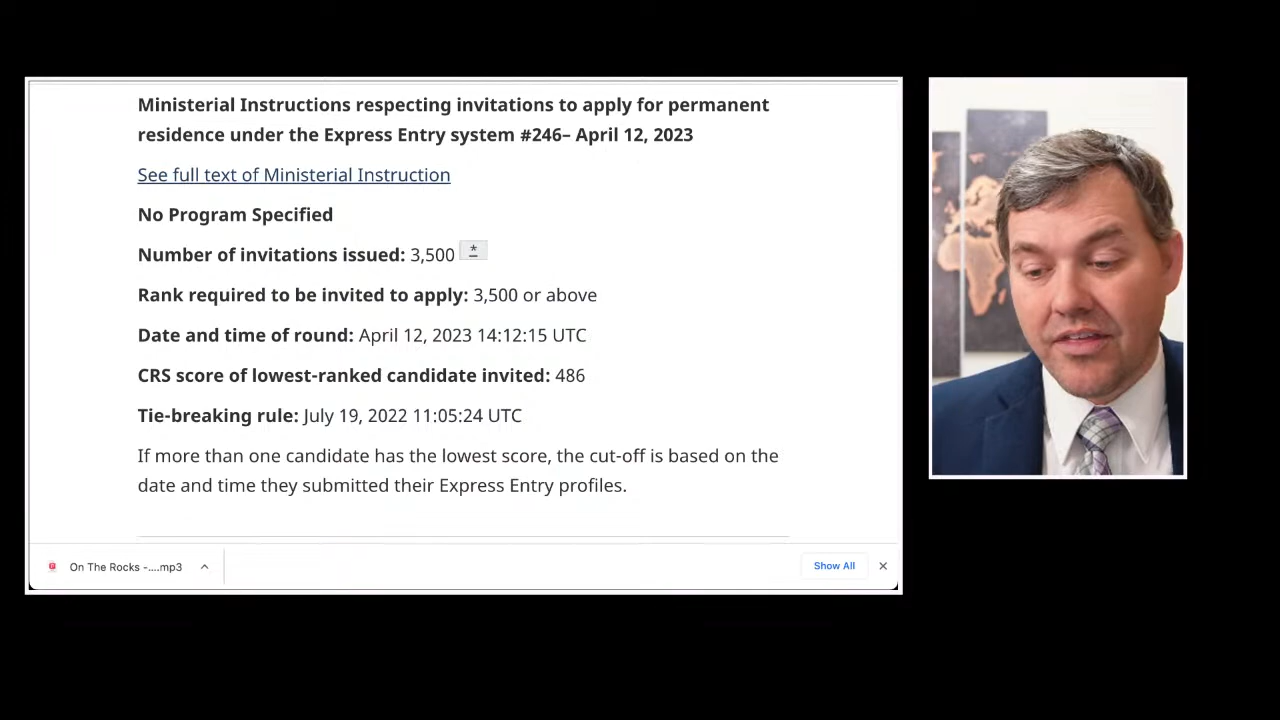 Ministerial Instructions respecting invitations to apply for permanent
residence under the Express Entry system #246– April 12, 2023
See full text of Ministerial Instruction
No Program Specified
Number of invitations issued: 3,500 *
Rank required to be invited to apply: 3,500 or above
Date and time of round: April 12, 2023 14:12:15 UTC
CRS score of lowest-ranked candidate invited: 486
Tie-breaking rule: July 19, 2022 11:05:24 UTC
If more than one candidate has the lowest score, the cut-off is based on the
date and time they submitted their Express Entry profiles.
On The Rocks -....mp3
Show All